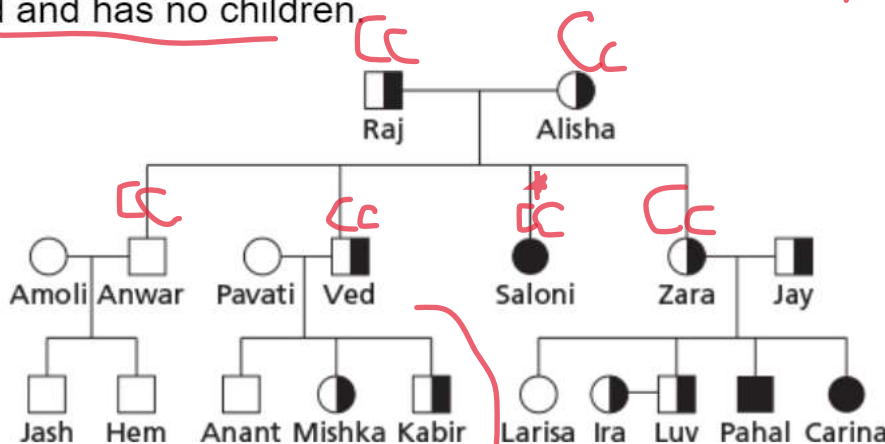 and has no children.
Cc Cc
Raj Alisha
CC Cc CC Cc
Amoli Anwar Pavati Ved Saloni Zara Jay
Jash Hem Anant Mishka Kabir Larisa Ira Luv Pahal Carina